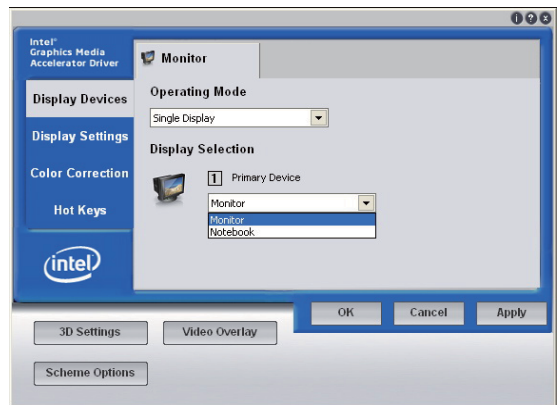 Intel®
Graphics Media
Accelerator Driver
Monitor
Display Devices
Display Settings
Color Correction
Hot Keys
intel
Operating Mode
Single Display
Display Selection
1 Primary Device
Monitor
Monitor
Notebook
OK Cancel Apply
3D Settings Video Overlay
Scheme Options